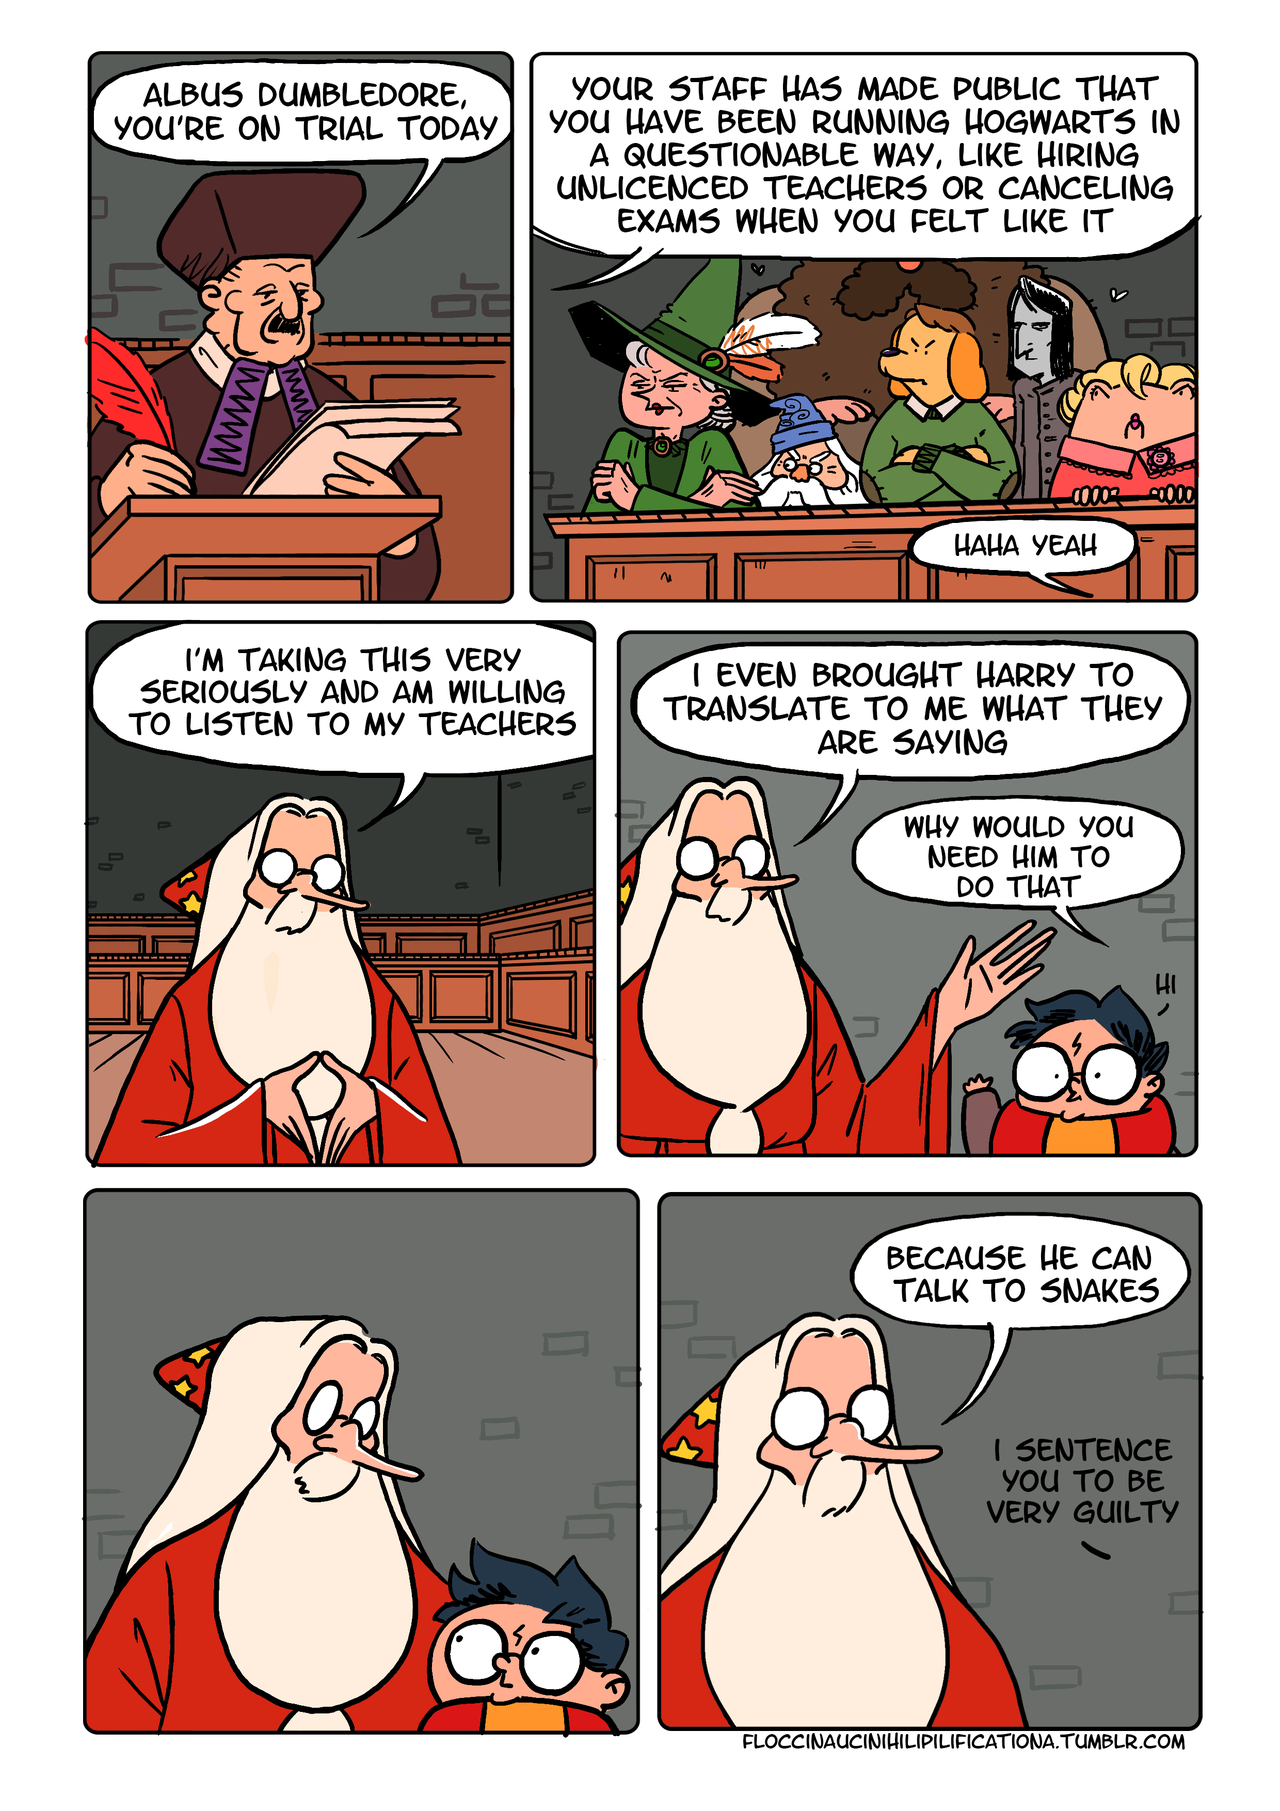 ALBUS DUMBLEDORE,
YOU'RE ON TRIAL TODAY
YOUR STAFF HAS MADE PUBLIC THAT
YOU HAVE BEEN RUNNING HOGWARTS IN
A QUESTIONABLE WAY, LIKE HIRING
UNLICENCED TEACHERS OR CANCELING
EXAMS WHEN YOU FELT LIKE IT
HAHA YEAH
I'M TAKING THIS VERY
SERIOUSLY AND AM WILLING
TO LISTEN TO MY TEACHERS
I EVEN BROUGHT HARRY TO
TRANSLATE TO ME WHAT THEY
ARE SAYING
WHY WOULD YOU
NEED HIM TO
DO THAT
HI
BECAUSE HE CAN
TALK TO SNAKES
I SENTENCE
YOU TO BE
VERY GUILTY
FLOCCINAUCINIHILIPILIFICATIONA.TUMBLR.COM